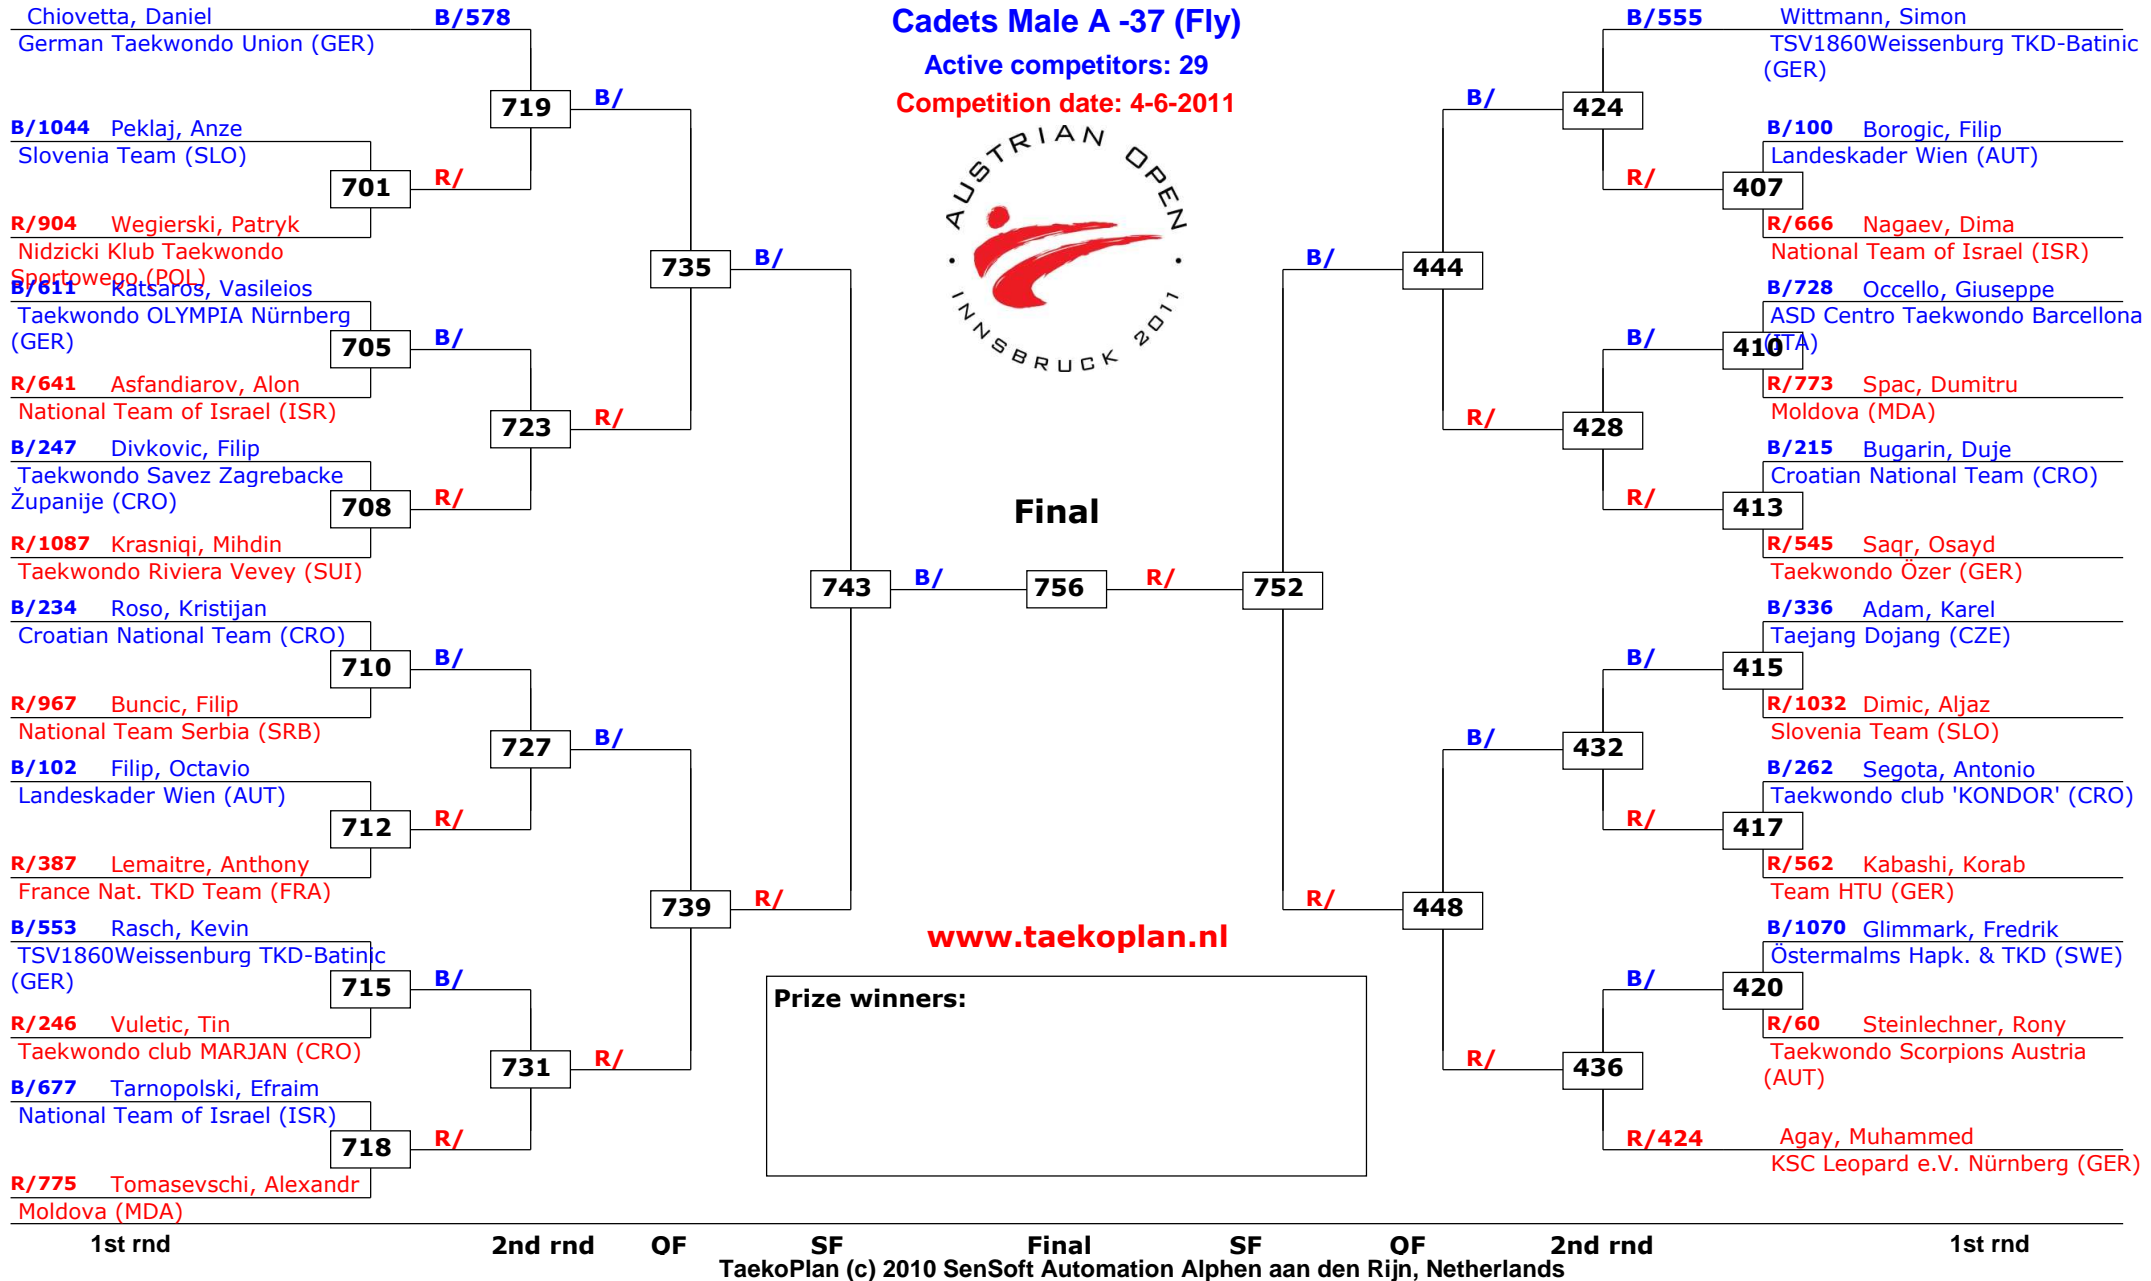 Cadets Male A -37 (Fly)
Active competitors: 29
Competition date: 4-6-2011
AUSTRIAN OPEN
INNSBRUCK 2011
Chiovetta, Daniel
B/578
German Taekwondo Union (GER)
719
B/
B/1044 Peklaj, Anze
Slovenia Team (SLO)
701
R/
R/904 Wegierski, Patryk
Nidzicki Klub Taekwondo
Sportowego (POL)
735
B/
B/611 Katsaros, Vasileios
Taekwondo OLYMPIA Nürnberg
(GER)
705
B/
R/641 Asfandiarov, Alon
National Team of Israel (ISR)
723
R/
B/247 Divkovic, Filip
Taekwondo Savez Zagrebacke
Županije (CRO)
708
R/
R/1087 Krasniqi, Mihdin
Taekwondo Riviera Vevey (SUI)
743
B/
B/234 Roso, Kristijan
Croatian National Team (CRO)
710
B/
R/967 Buncic, Filip
National Team Serbia (SRB)
727
B/
B/102 Filip, Octavio
Landeskader Wien (AUT)
712
R/
R/387 Lemaitre, Anthony
France Nat. TKD Team (FRA)
739
R/
B/553 Rasch, Kevin
TSV1860Weissenburg TKD-Batinic
(GER)
715
B/
R/246 Vuletic, Tin
Taekwondo club MARJAN (CRO)
731
R/
B/677 Tarnopolski, Efraim
National Team of Israel (ISR)
718
R/
R/775 Tomasevschi, Alexandr
Moldova (MDA)
Final
756
R/
752
www.taekoplan.nl
Prize winners:
B/555 Wittmann, Simon
TSV1860Weissenburg TKD-Batinic
(GER)
B/
424
B/100 Borogic, Filip
Landeskader Wien (AUT)
R/
407
R/666 Nagaev, Dima
National Team of Israel (ISR)
B/
444
B/728 Occello, Giuseppe
ASD Centro Taekwondo Barcellona
(ITA)
B/
410
R/773 Spac, Dumitru
Moldova (MDA)
R/
428
B/215 Bugarin, Duje
Croatian National Team (CRO)
R/
413
R/545 Saqr, Osayd
Taekwondo Özer (GER)
B/336 Adam, Karel
Taejang Dojang (CZE)
B/
415
R/1032 Dimic, Aljaz
Slovenia Team (SLO)
B/
432
B/262 Segota, Antonio
Taekwondo club 'KONDOR' (CRO)
R/
417
R/562 Kabashi, Korab
Team HTU (GER)
R/
448
B/1070 Glimmark, Fredrik
Östermalms Hapk. & TKD (SWE)
B/
420
R/60 Steinlechner, Rony
Taekwondo Scorpions Austria
(AUT)
R/
436
R/424 Agay, Muhammed
KSC Leopard e.V. Nürnberg (GER)
1st rnd 2nd rnd QF SF Final SF QF 2nd rnd 1st rnd
TaekoPlan (c) 2010 SenSoft Automation Alphen aan den Rijn, Netherlands